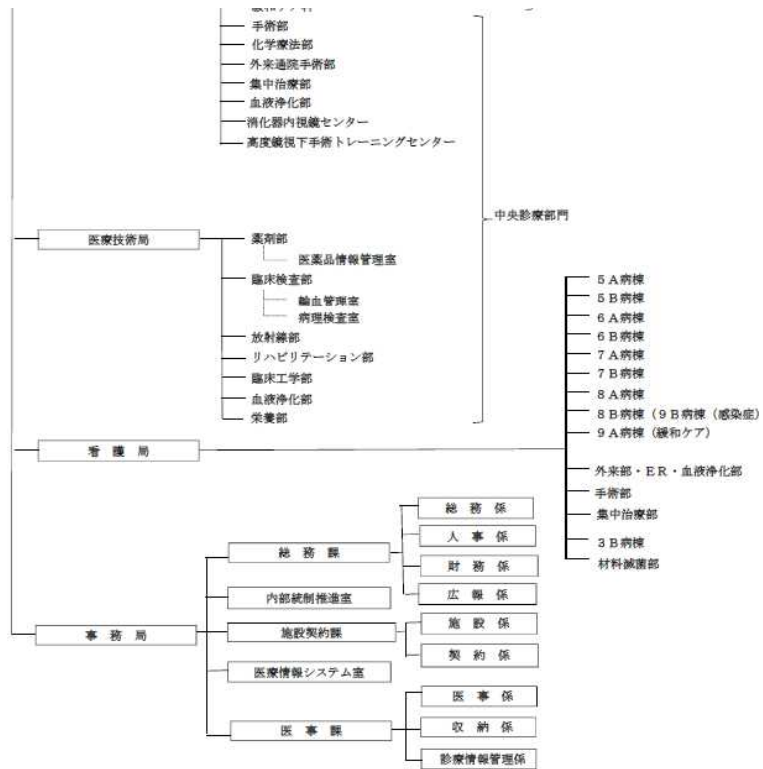 手術部
化学療法部
外来通院手術部
集中治療部
血液浄化部
消化器内視鏡センター
高度鏡視下手術トレーニングセンター
中央診療部門
医療技術局
薬剤部
医薬品情報管理室
臨床検査部
輸血管理室
病理検査室
放射線部
リハビリテーション部
臨床工学部
血液浄化部
栄養部
看護局
5A病棟
5B病棟
6A病棟
6B病棟
7A病棟
7B病棟
8A病棟
8B病棟（9B病棟（感染症）
9A病棟（緩和ケア）
外来部・ER・血液浄化部
手術部
集中治療部
3B病棟
材料滅菌部
事務局
総務課
総務係
人事係
財務係
広報係
内部統制推進室
施設契約課
施設係
契約係
医療情報システム室
医事課
医事係
収納係
診療情報管理係